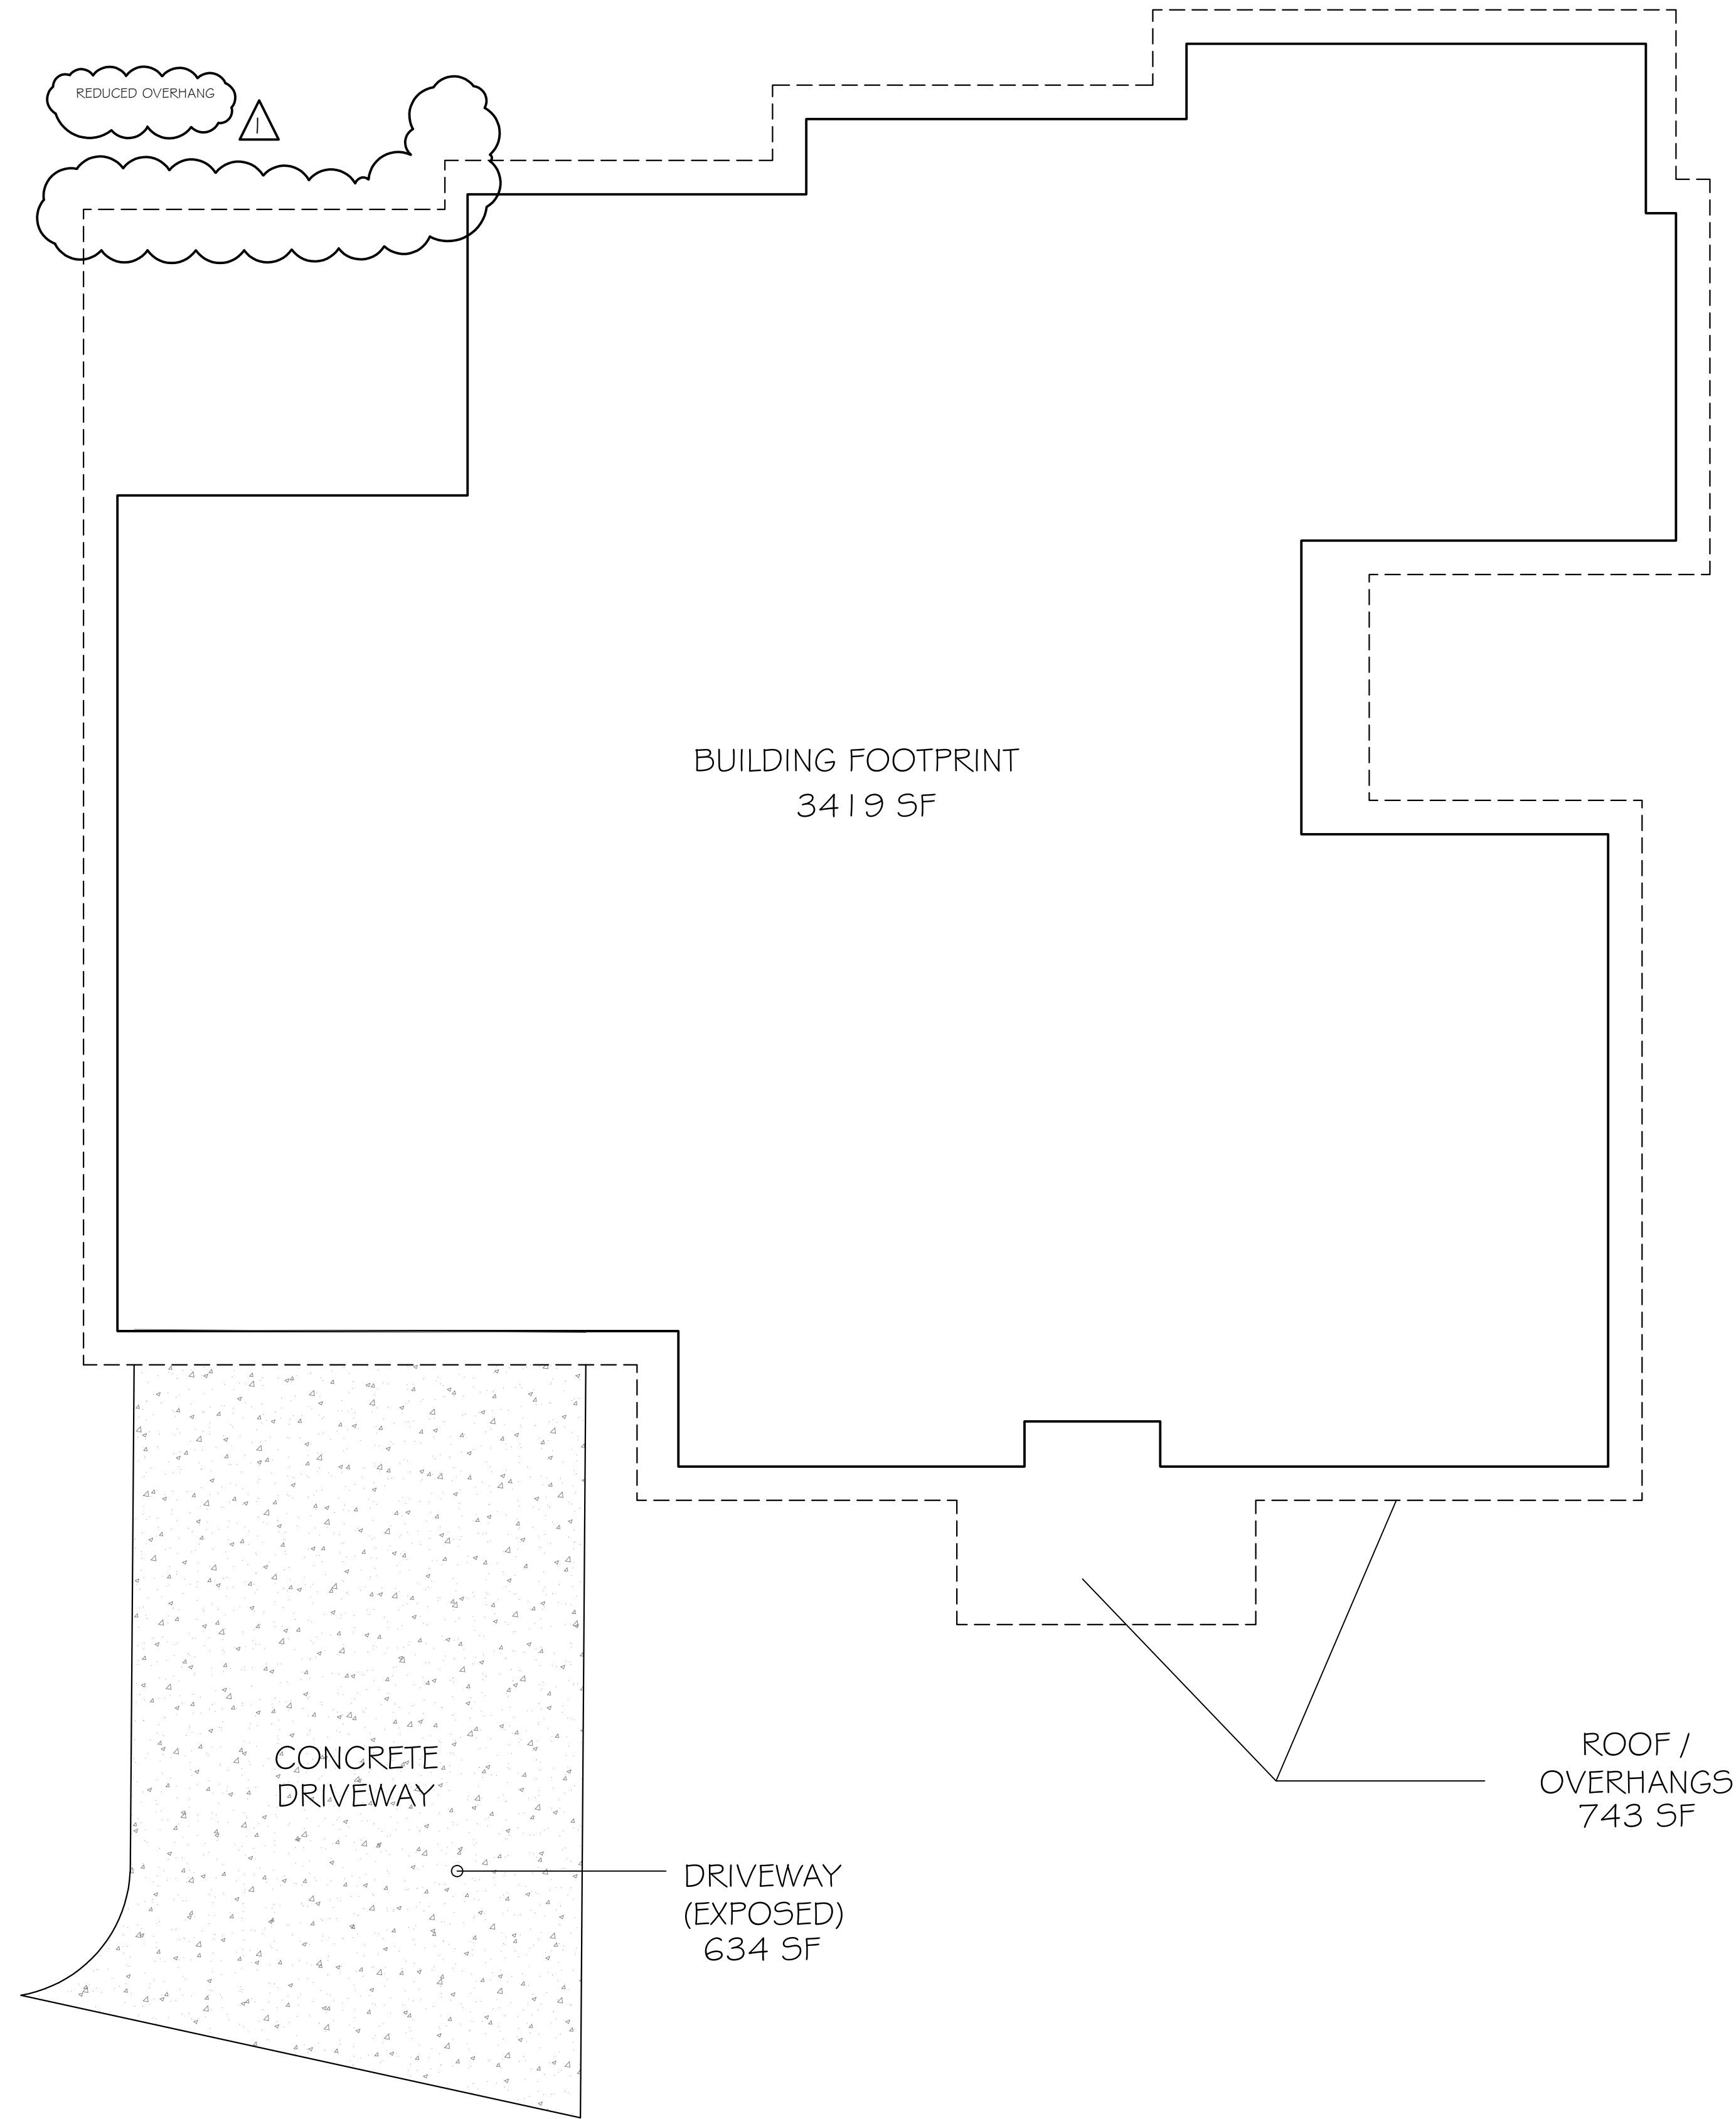 REDUCED OVERHANG
1
BUILDING FOOTPRINT
3419 SF
CONCRETE
DRIVEWAY
ROOF /
OVERHANGS
743 SF
DRIVEWAY
(EXPOSED)
634 SF